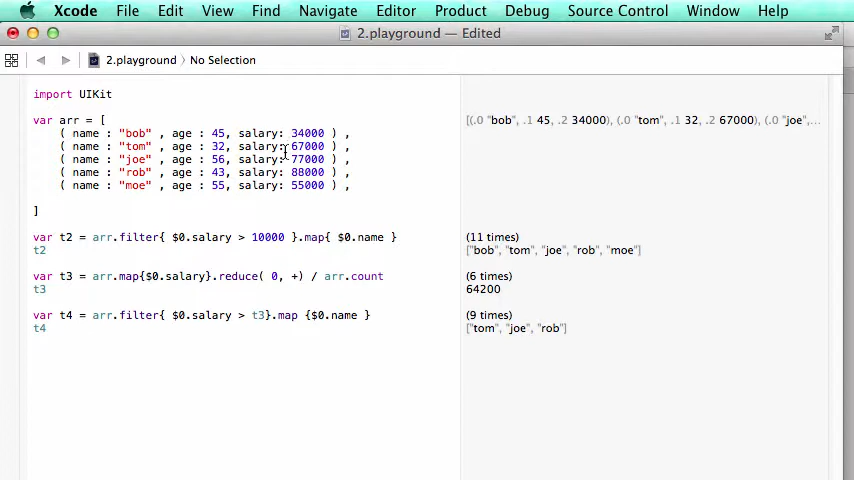 Xcode File Edit View Find Navigate Editor Product Debug Source Control Window Help
2.playground — Edited
2.playground 〉 No Selection
import UIKit
var arr = [ [(.0 "bob", .1 45, .2 34000), (.0 "tom", .1 32, .2 67000), (.0 "joe",...
( name : "bob" , age : 45, salary: 34000 ) ,
( name : "tom" , age : 32, salary: 67000 ) ,
( name : "joe" , age : 56, salary: 77000 ) ,
( name : "rob" , age : 43, salary: 88000 ) ,
( name : "moe" , age : 55, salary: 55000 ) ,
]
var t2 = arr.filter{ $0.salary > 10000 }.map{ $0.name } (11 times)
t2 ["bob", "tom", "joe", "rob", "moe"]
var t3 = arr.map{$0.salary}.reduce( 0, +) / arr.count (6 times)
t3 64200
var t4 = arr.filter{ $0.salary > t3}.map {$0.name } (9 times)
t4 ["tom", "joe", "rob"]